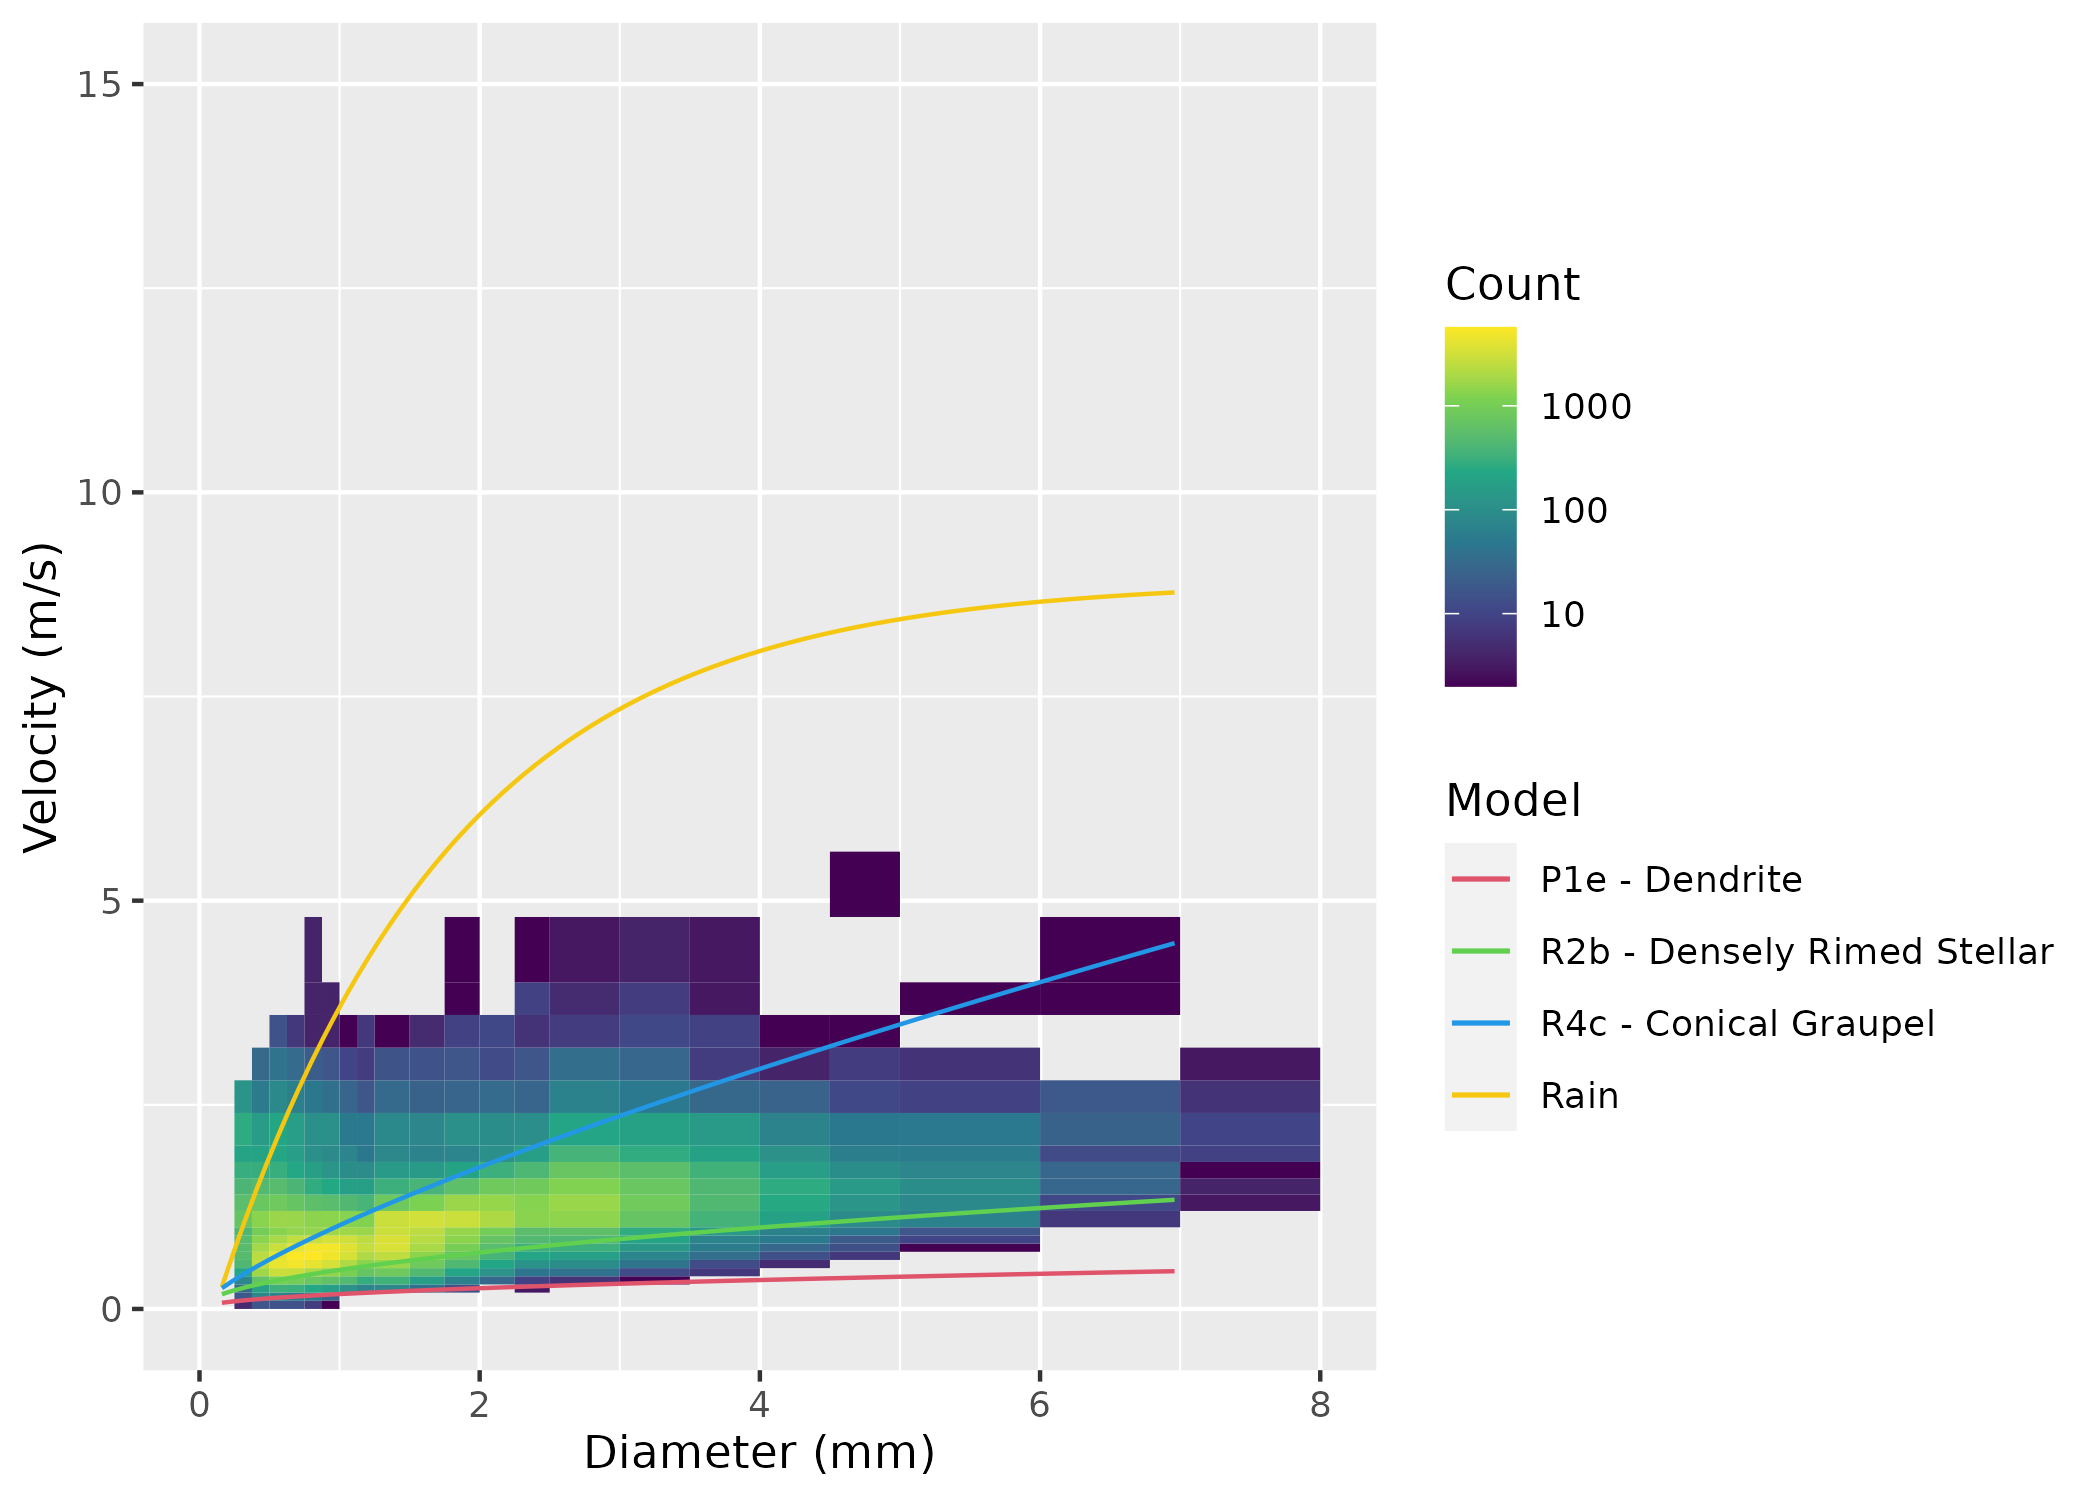 15
10
5
0
0 2 4 6 8
Velocity (m/s)
Diameter (mm)
Count
1000
100
10
Model
P1e - Dendrite
R2b - Densely Rimed Stellar
R4c - Conical Graupel
Rain